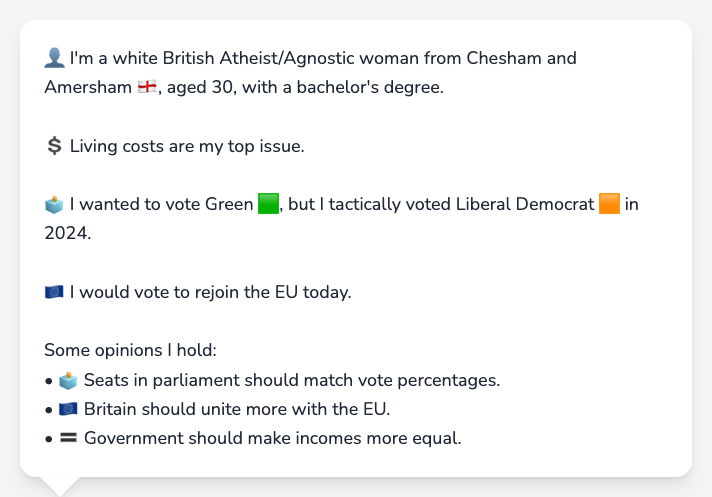 👤 I'm a white British Atheist/Agnostic woman from Chesham and
Amersham 🏴󠁧󠁢󠁥󠁮󠁧󠁿, aged 30, with a bachelor's degree.
💲 Living costs are my top issue.
🗳️ I wanted to vote Green 🟩, but I tactically voted Liberal Democrat 🟧 in
2024.
🇪🇺 I would vote to rejoin the EU today.
Some opinions I hold:
• 🗳️ Seats in parliament should match vote percentages.
• 🇪🇺 Britain should unite more with the EU.
• 🟰 Government should make incomes more equal.